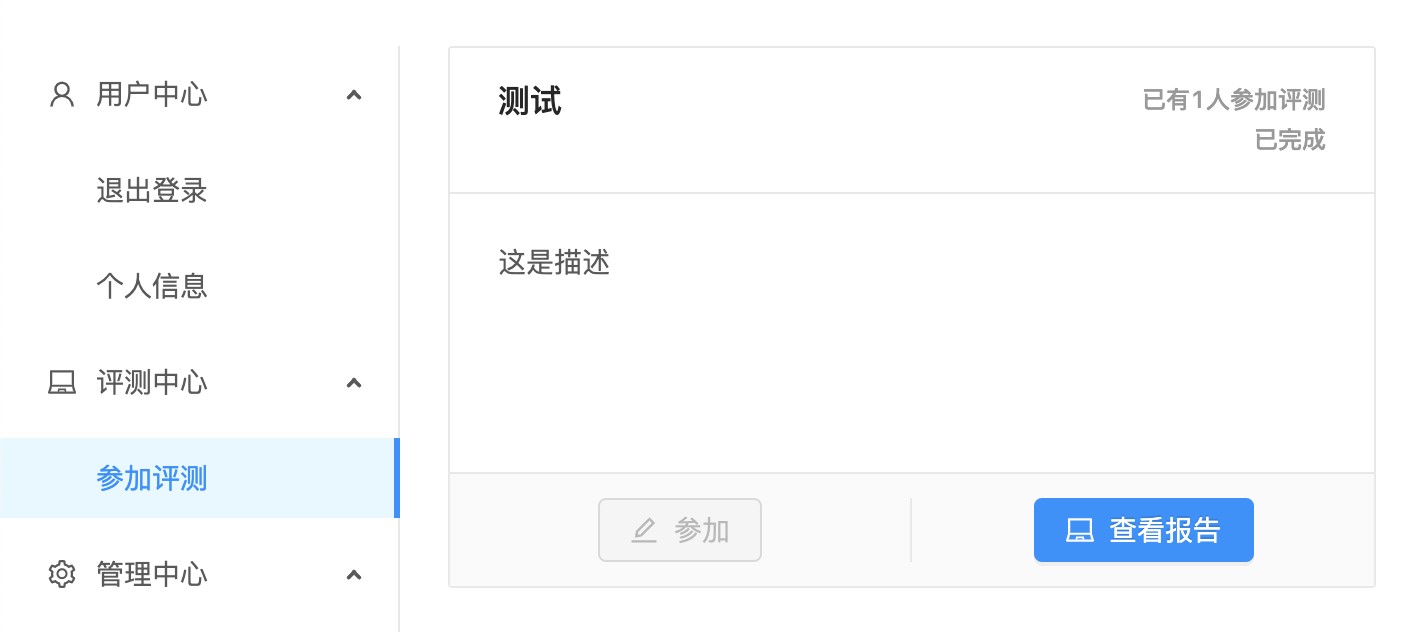 用户中心
退出登录
个人信息
评测中心
参加评测
管理中心
测试
已有1人参加评测
已完成
这是描述
参加
查看报告